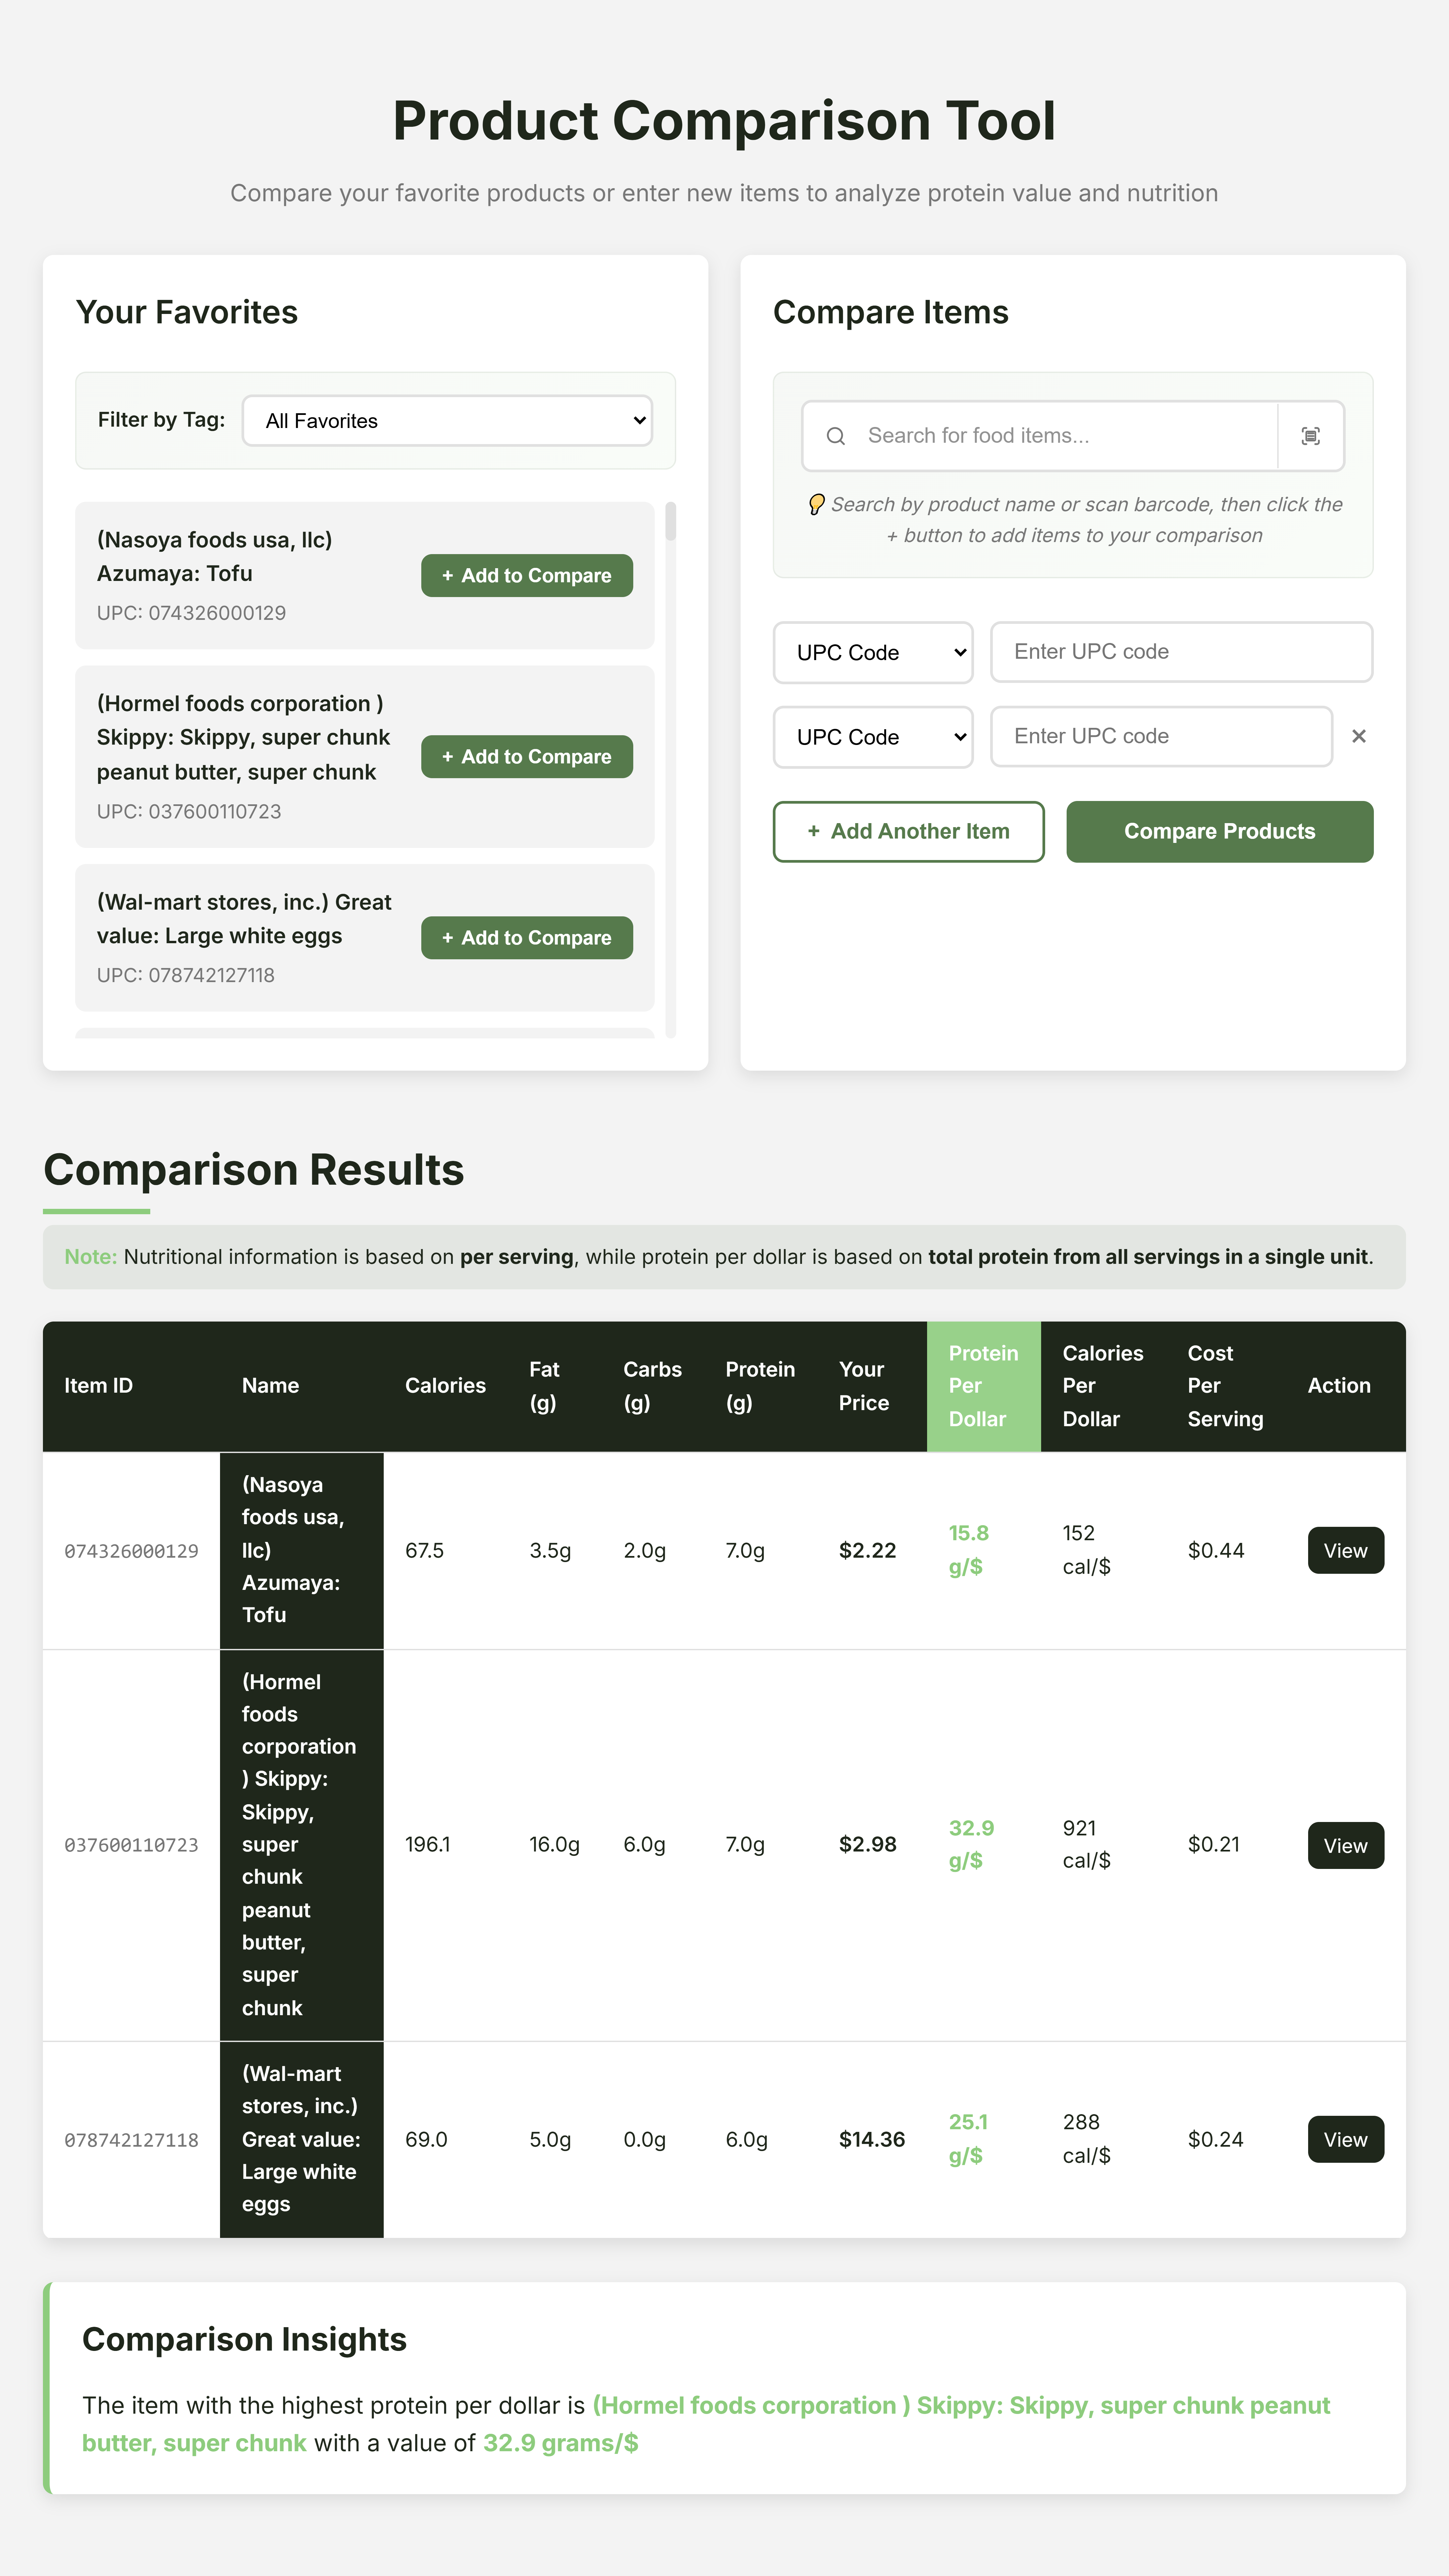 Product Comparison Tool
Compare your favorite products or enter new items to analyze protein value and nutrition
Your Favorites
Filter by Tag:
All Favorites
(Nasoya foods usa, llc)
Azumaya: Tofu
UPC: 074326000129
+ Add to Compare
(Hormel foods corporation )
Skippy: Skippy, super chunk
peanut butter, super chunk
UPC: 037600110723
+ Add to Compare
(Wal-mart stores, inc.) Great
value: Large white eggs
UPC: 078742127118
+ Add to Compare
Compare Items
Search for food items...
💡 Search by product name or scan barcode, then click the
+ button to add items to your comparison
UPC Code
Enter UPC code
UPC Code
Enter UPC code
×
+ Add Another Item
Compare Products
Comparison Results
Note: Nutritional information is based on per serving, while protein per dollar is based on total protein from all servings in a single unit.
Item ID
Name
Calories
Fat
(g)
Carbs
(g)
Protein
(g)
Your
Price
Protein
Per
Dollar
Calories
Per
Dollar
Cost
Per
Serving
Action
074326000129
(Nasoya
foods usa,
llc)
Azumaya:
Tofu
67.5
3.5g
2.0g
7.0g
$2.22
15.8
g/$
152
cal/$
$0.44
View
037600110723
(Hormel
foods
corporation
) Skippy:
Skippy,
super
chunk
peanut
butter,
super
chunk
196.1
16.0g
6.0g
7.0g
$2.98
32.9
g/$
921
cal/$
$0.21
View
078742127118
(Wal-mart
stores, inc.)
Great value:
Large white
eggs
69.0
5.0g
0.0g
6.0g
$14.36
25.1
g/$
288
cal/$
$0.24
View
Comparison Insights
The item with the highest protein per dollar is (Hormel foods corporation ) Skippy: Skippy, super chunk peanut
butter, super chunk with a value of 32.9 grams/$